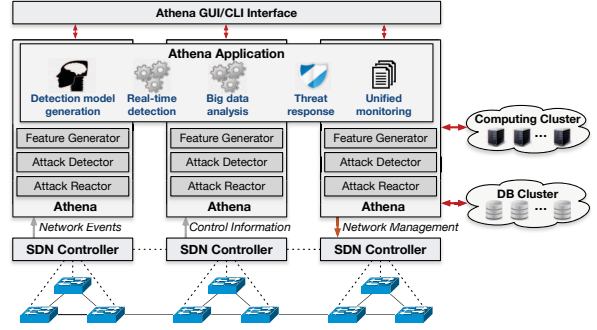 Athena GUI/CLI Interface
Athena Application
Detection model
generation
Real-time
detection
Big data
analysis
Threat
response
Unified
monitoring
Feature Generator
Attack Detector
Attack Reactor
Athena
Feature Generator
Attack Detector
Attack Reactor
Athena
Feature Generator
Attack Detector
Attack Reactor
Athena
Computing Cluster
...
DB Cluster
...
Network Events
Control Information
Network Management
SDN Controller
SDN Controller
SDN Controller